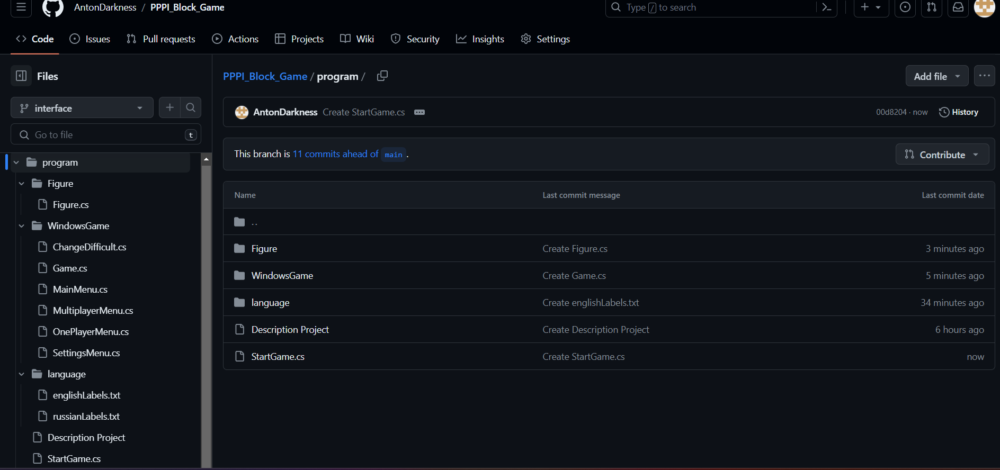 AntonDarkness / PPPI_Block_Game
Type / to search
Code Issues Pull requests Actions Projects Wiki Security Insights Settings
Files
interface
Go to file t
program
Figure
Figure.cs
WindowsGame
ChangeDifficult.cs
Game.cs
MainMenu.cs
MultiplayerMenu.cs
OnePlayerMenu.cs
SettingsMenu.cs
language
englishLabels.txt
russianLabels.txt
Description Project
StartGame.cs
PPPI_Block_Game / program /
Add file
AntonDarkness Create StartGame.cs
00d8204 · now History
This branch is 11 commits ahead of main .
Contribute
Name Last commit message Last commit date
..
Figure Create Figure.cs 3 minutes ago
WindowsGame Create Game.cs 5 minutes ago
language Create englishLabels.txt 34 minutes ago
Description Project Create Description Project 6 hours ago
StartGame.cs Create StartGame.cs now